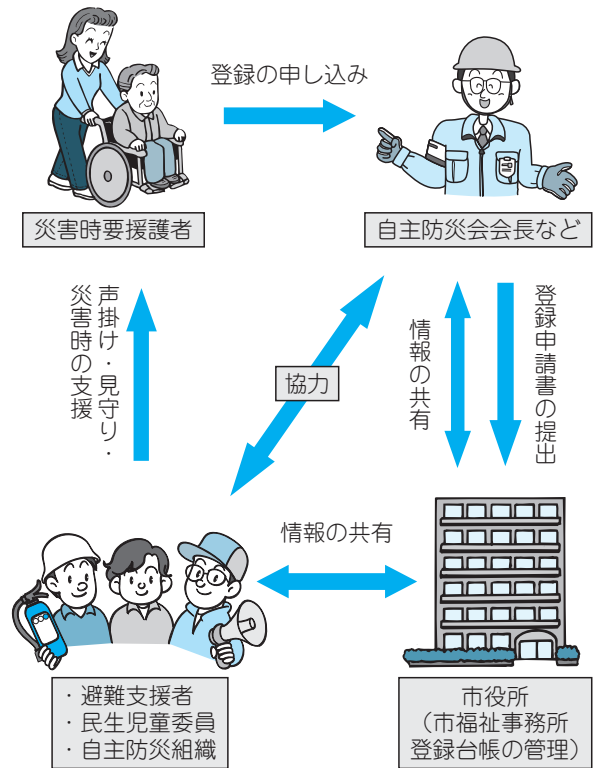 登録の申し込み
災害時要援護者
自主防災会会長など
声掛け・見守り・
災害時の支援
協力
情報の共有
登録申請書の提出
情報の共有
・避難支援者
・民生児童委員
・自主防災組織
市役所
（市福祉事務所
登録台帳の管理）